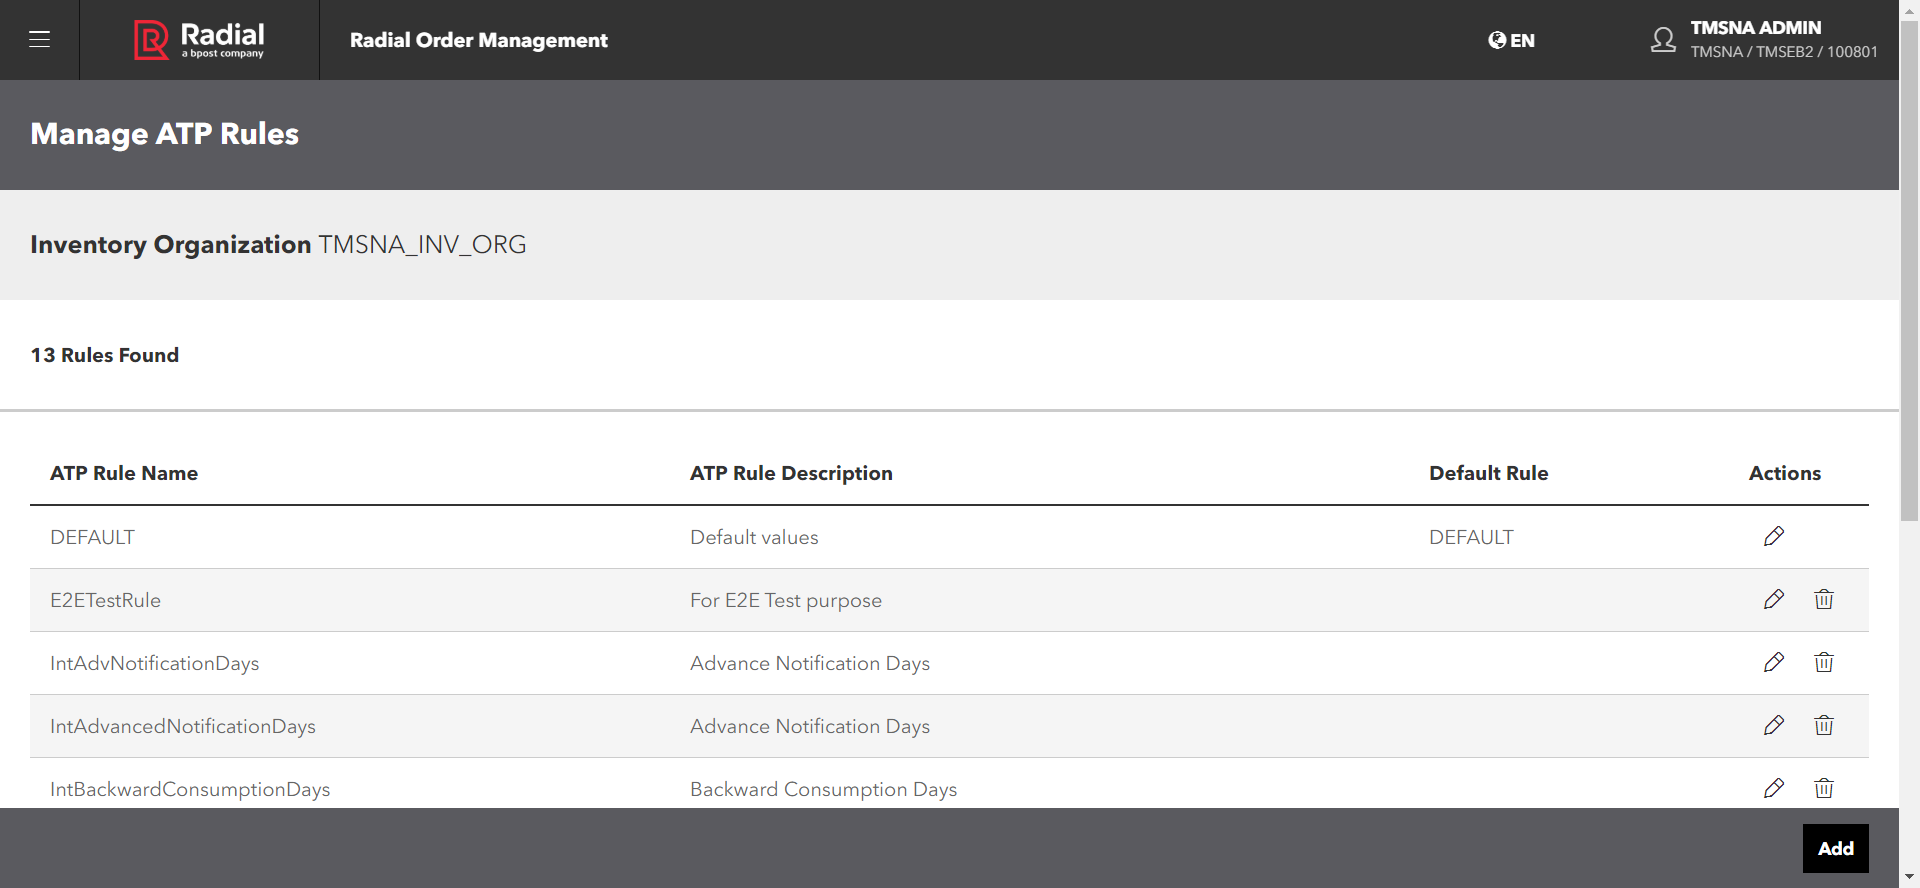 Radial
a bpost company
Radial Order Management
EN
TMSNA ADMIN
TMSNA / TMSEB2 / 100801
Manage ATP Rules
Inventory Organization TMSNA_INV_ORG
13 Rules Found
ATP Rule Name ATP Rule Description Default Rule Actions
DEFAULT Default values DEFAULT
E2ETestRule For E2E Test purpose
IntAdvNotificationDays Advance Notification Days
IntAdvancedNotificationDays Advance Notification Days
IntBackwardConsumptionDays Backward Consumption Days
Add